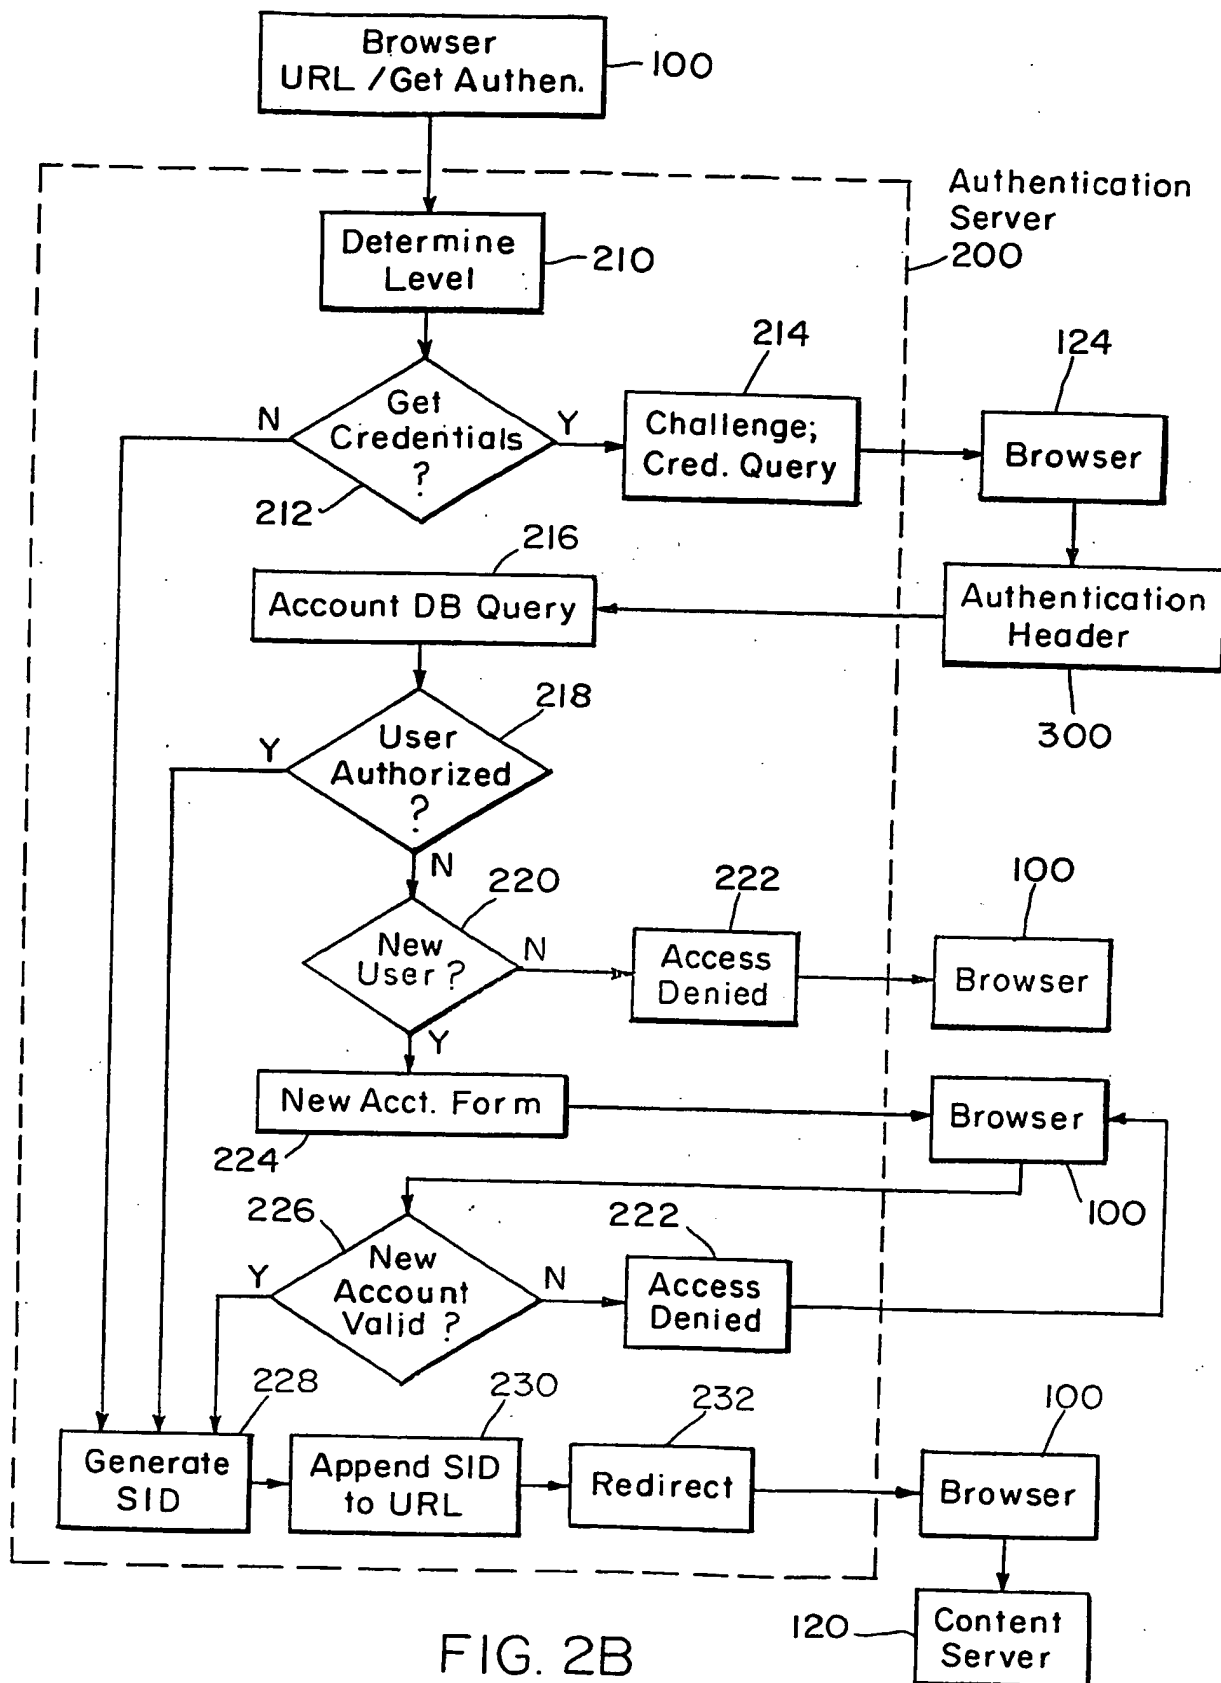 Browser
URL /Get Authen.
100
Authentication
Server
200
Determine
Level
210
214
124
N
Get
Credentials
?
Y
Challenge;
Cred. Query
Browser
212
216
Account DB Query
Authentication
Header
300
218
Y
User
Authorized
?
N
220
222
100
New
User ?
N
Access
Denied
Browser
Y
New Acct. Form
Browser
224
100
226
222
Y
New
Account
Valid ?
N
Access
Denied
228
230
232
100
Generate
SID
Append SID
to URL
Redirect
Browser
120
Content
Server
FIG. 2B